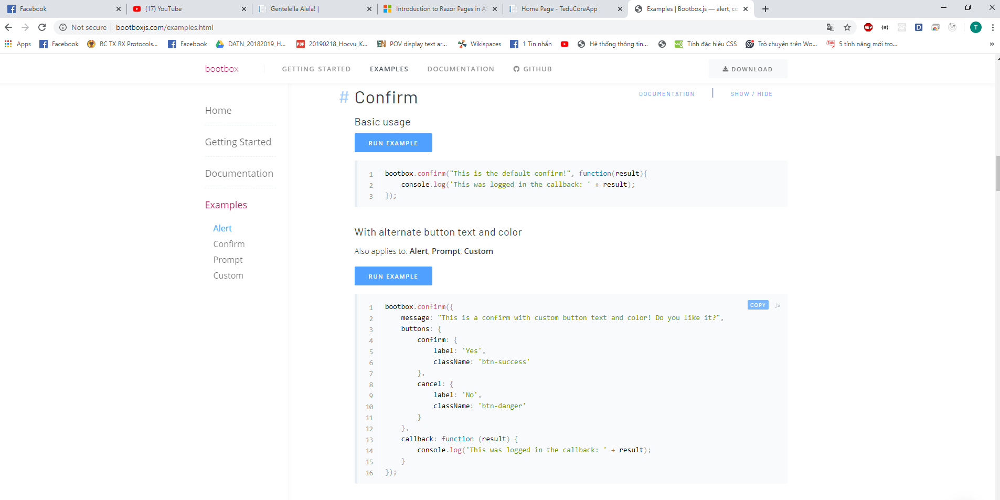 Facebook
(17) YouTube
Gentelella Alela! |
Introduction to Razor Pages in AS
Home Page - TeduCoreApp
Examples | Bootbox.js — alert, co
Not secure | bootboxjs.com/examples.html
ABP
D
T
Apps
Facebook
RC TX RX Protocols...
Facebook
DATN_20182019_H...
PDF
20190218_Hocvu_K...
EN
POV display text ar...
Wikispaces
1 Tin nhắn
Hệ thống thông tin...
Tính đặc hiệu CSS
Trò chuyện trên Wo...
5 tính năng mới tro...
»
bootbox
GETTING STARTED
EXAMPLES
DOCUMENTATION
GITHUB
DOWNLOAD
Home
Getting Started
Documentation
Examples
Alert
Confirm
Prompt
Custom
# Confirm
DOCUMENTATION | SHOW / HIDE
Basic usage
RUN EXAMPLE
1 bootbox.confirm("This is the default confirm!", function(result){
2 console.log('This was logged in the callback: ' + result);
3 });
With alternate button text and color
Also applies to: Alert, Prompt, Custom
RUN EXAMPLE
COPY Js
1 bootbox.confirm({
2 message: "This is a confirm with custom button text and color! Do you like it?",
3 buttons: {
4 confirm: {
5 label: 'Yes',
6 className: 'btn-success'
7 },
8 cancel: {
9 label: 'No',
10 className: 'btn-danger'
11 }
12 },
13 callback: function (result) {
14 console.log('This was logged in the callback: ' + result);
15 }
16 });